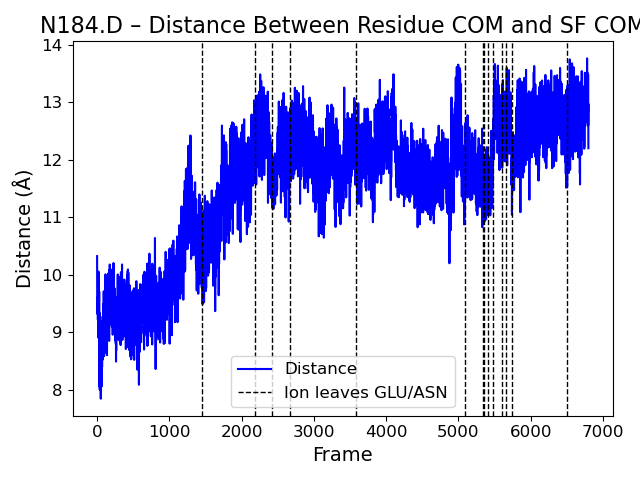 N184.D – Distance Between Residue COM and SF COM
14
13
12
11
10
9
8
Distance (Å)
Distance
Ion leaves GLU/ASN
0 1000 2000 3000 4000 5000 6000 7000
Frame